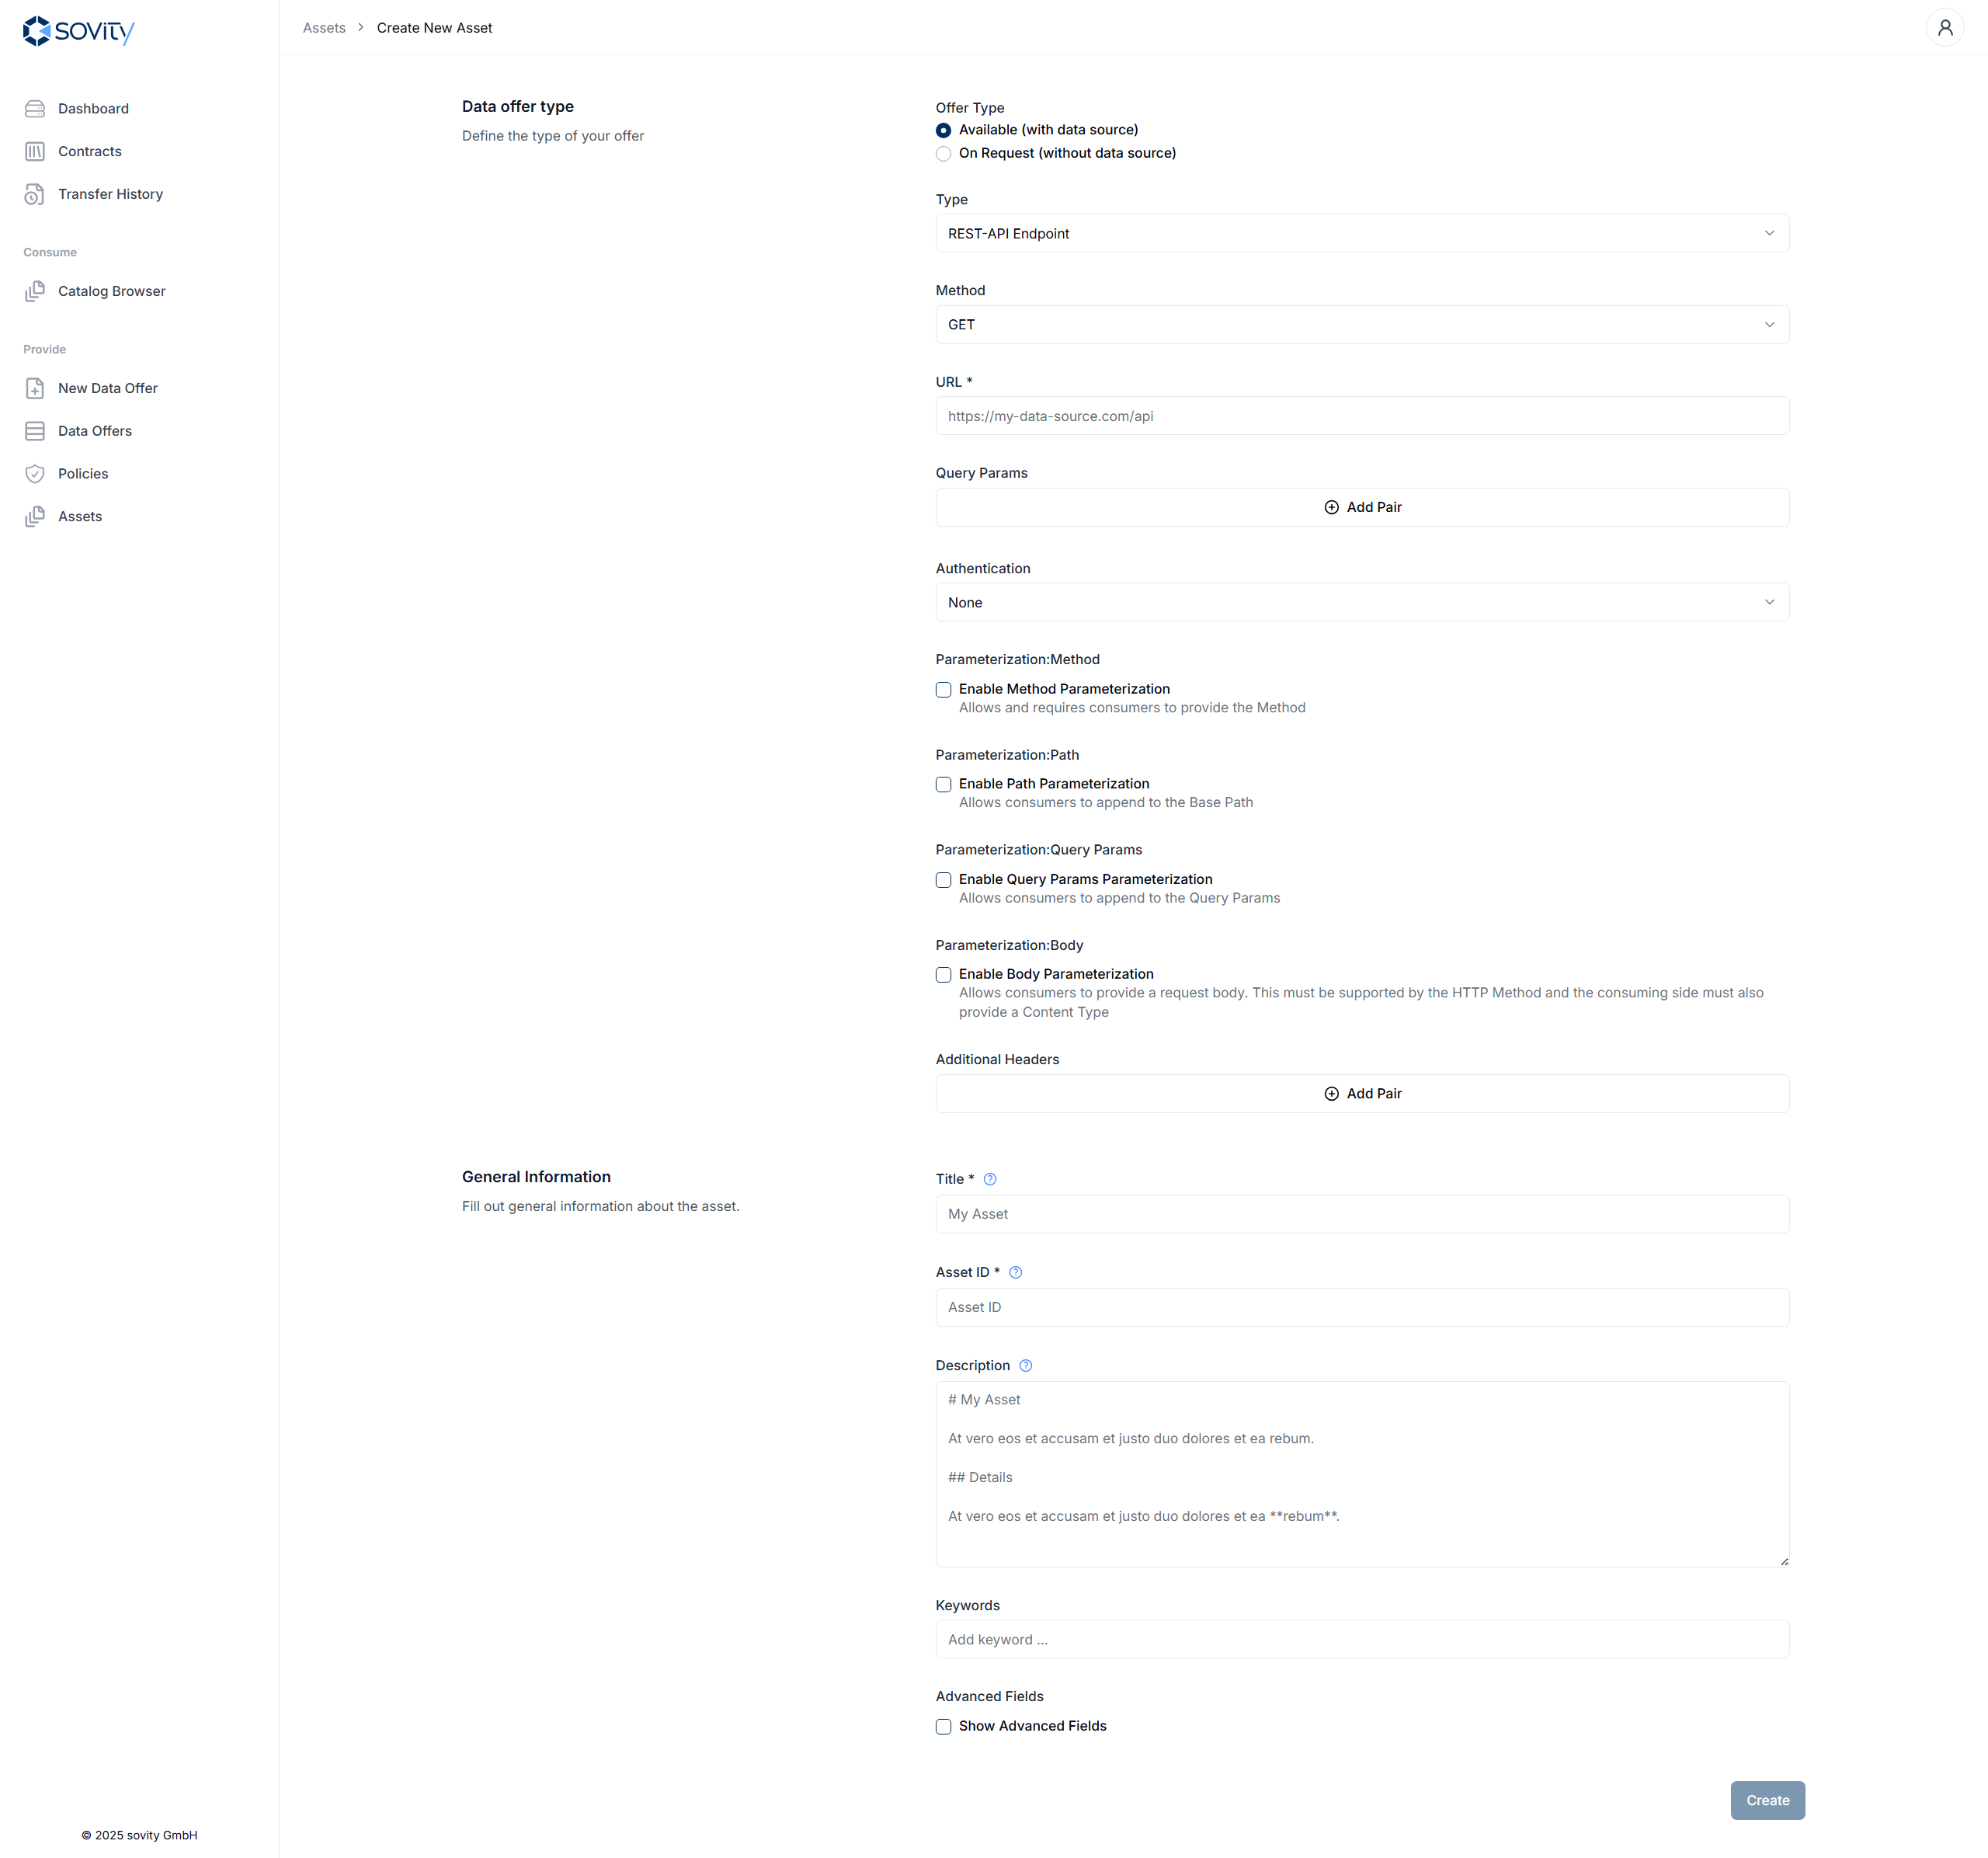 sovity
Assets > Create New Asset
Dashboard
Contracts
Transfer History
Consume
Catalog Browser
Provide
New Data Offer
Data Offers
Policies
Assets
© 2025 sovity GmbH
Data offer type
Define the type of your offer
Offer Type
Available (with data source)
On Request (without data source)
Type
REST-API Endpoint
Method
GET
URL *
https://my-data-source.com/api
Query Params
Add Pair
Authentication
None
Parameterization:Method
Enable Method Parameterization
Allows and requires consumers to provide the Method
Parameterization:Path
Enable Path Parameterization
Allows consumers to append to the Base Path
Parameterization:Query Params
Enable Query Params Parameterization
Allows consumers to append to the Query Params
Parameterization:Body
Enable Body Parameterization
Allows consumers to provide a request body. This must be supported by the HTTP Method and the consuming side must also
provide a Content Type
Additional Headers
Add Pair
General Information
Fill out general information about the asset.
Title *
My Asset
Asset ID *
Asset ID
Description
# My Asset
At vero eos et accusam et justo duo dolores et ea rebum.
## Details
At vero eos et accusam et justo duo dolores et ea **rebum**.
Keywords
Add keyword ...
Advanced Fields
Show Advanced Fields
Create